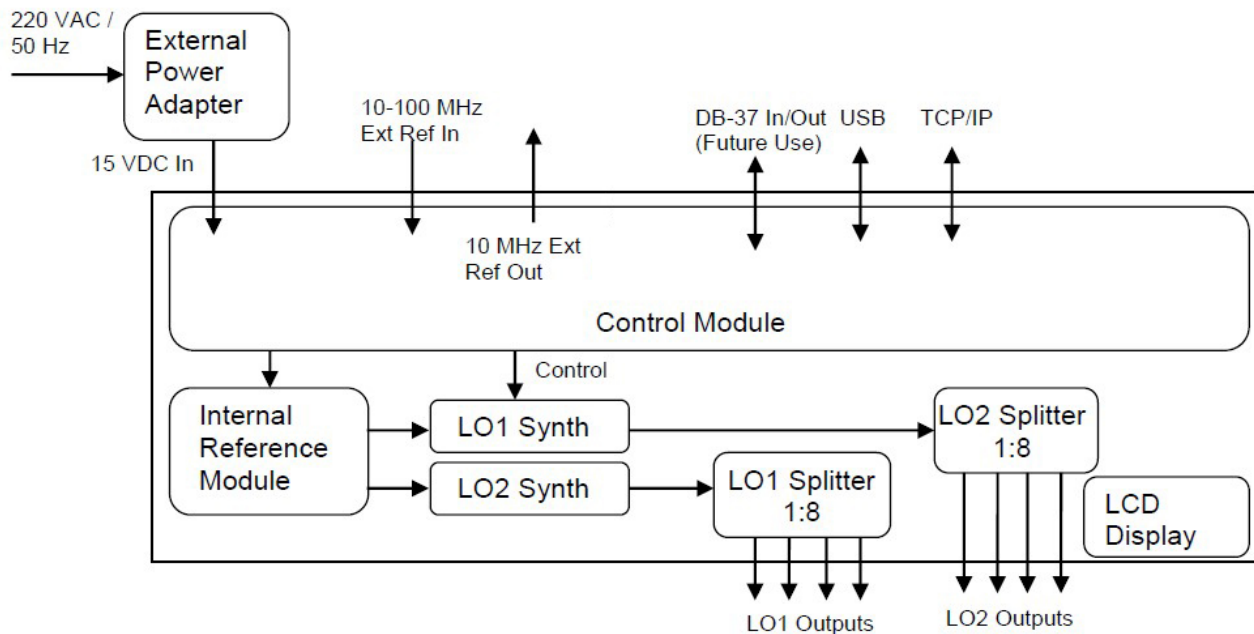 220 VAC /
50 Hz
External
Power
Adapter
15 VDC In
10-100 MHz
Ext Ref In
10 MHz Ext
Ref Out
DB-37 In/Out
(Future Use)
USB
TCP/IP
Control Module
Control
Internal
Reference
Module
LO1 Synth
LO2 Synth
LO1 Splitter
1:8
LO2 Splitter
1:8
LCD
Display
LO1 Outputs
LO2 Outputs